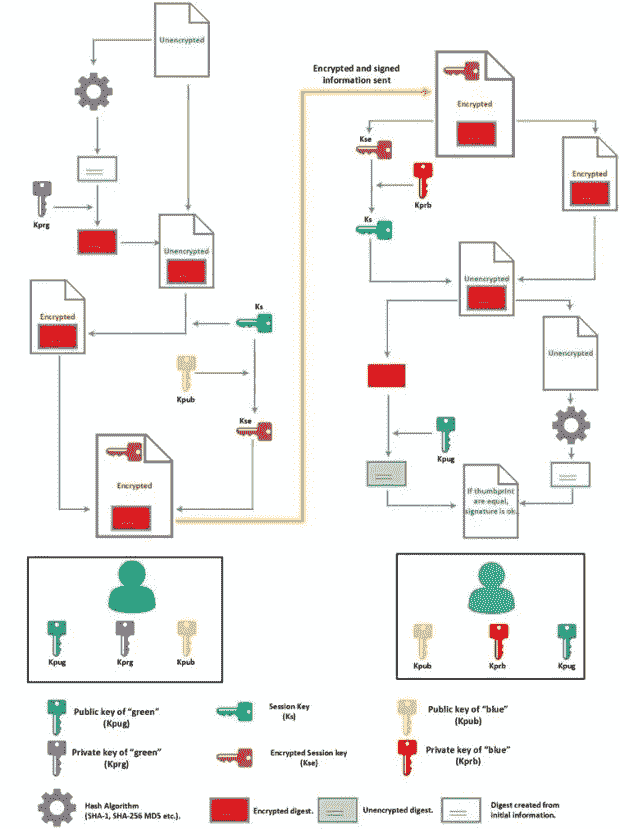 Unencrypted
Encrypted and signed
information sent
Encrypted
Kse
Encrypted
Kprg
Kprb
Ks
Unencrypted
Unencrypted
Encrypted
Ks
Unencrypted
Kpub
Kse
Kpug
Encrypted
If thumbprint
are equal,
signature is ok.
Kpug
Kprg
Kpub
Kpub
Kprb
Kpug
Public key of "green"
(Kpug)
Session Key
(Ks)
Public key of "blue"
(Kpub)
Private key of "green"
(Kprg)
Encrypted Session key
(Kse)
Private key of "blue"
(Kprb)
Hash Algorithm
(SHA-1, SHA-256 MD5 etc.).
Encrypted digest.
Unencrypted digest.
Digest created from
initial information.